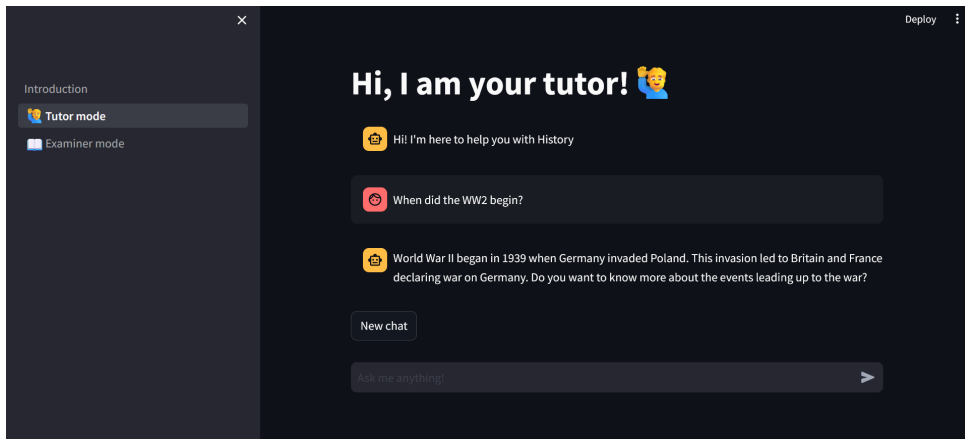 Deploy
Introduction
Tutor mode
Examiner mode
Hi, I am your tutor!
Hi! I'm here to help you with History
When did the WW2 begin?
World War II began in 1939 when Germany invaded Poland. This invasion led to Britain and France
declaring war on Germany. Do you want to know more about the events leading up to the war?
New chat
Ask me anything!